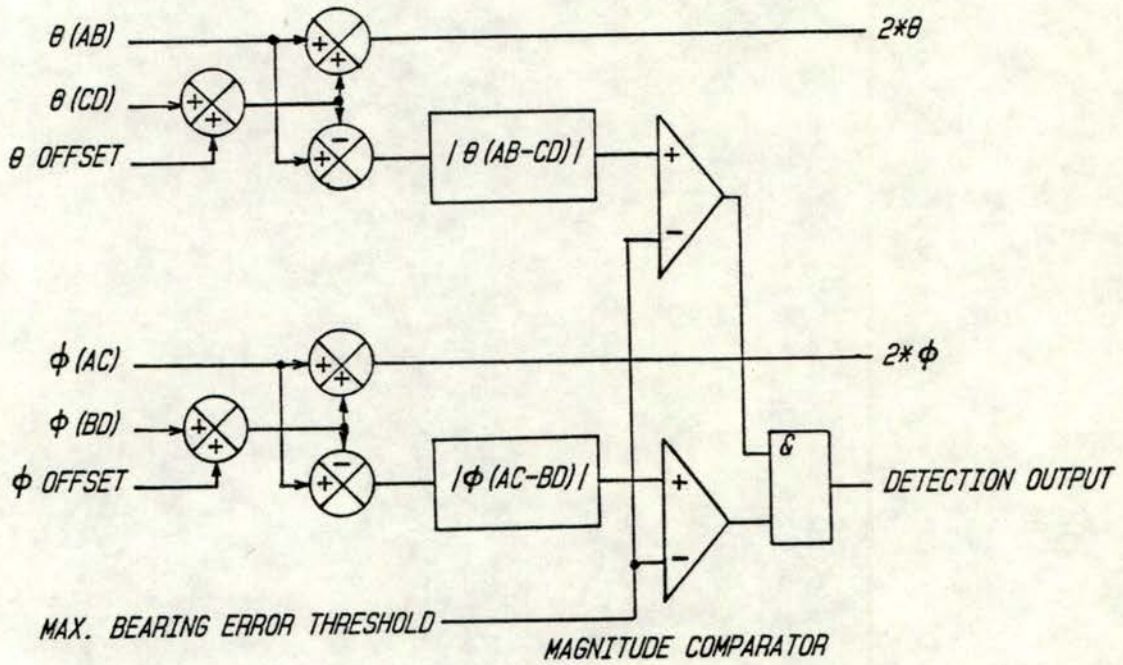 θ (AB)
2*θ
θ (CD)
θ OFFSET
| θ (AB-CD) |
+
-
ϕ (AC)
2* ϕ
ϕ (BD)
ϕ OFFSET
|ϕ (AC-BD) |
+
-
&
DETECTION OUTPUT
MAX. BEARING ERROR THRESHOLD
MAGNITUDE COMPARATOR